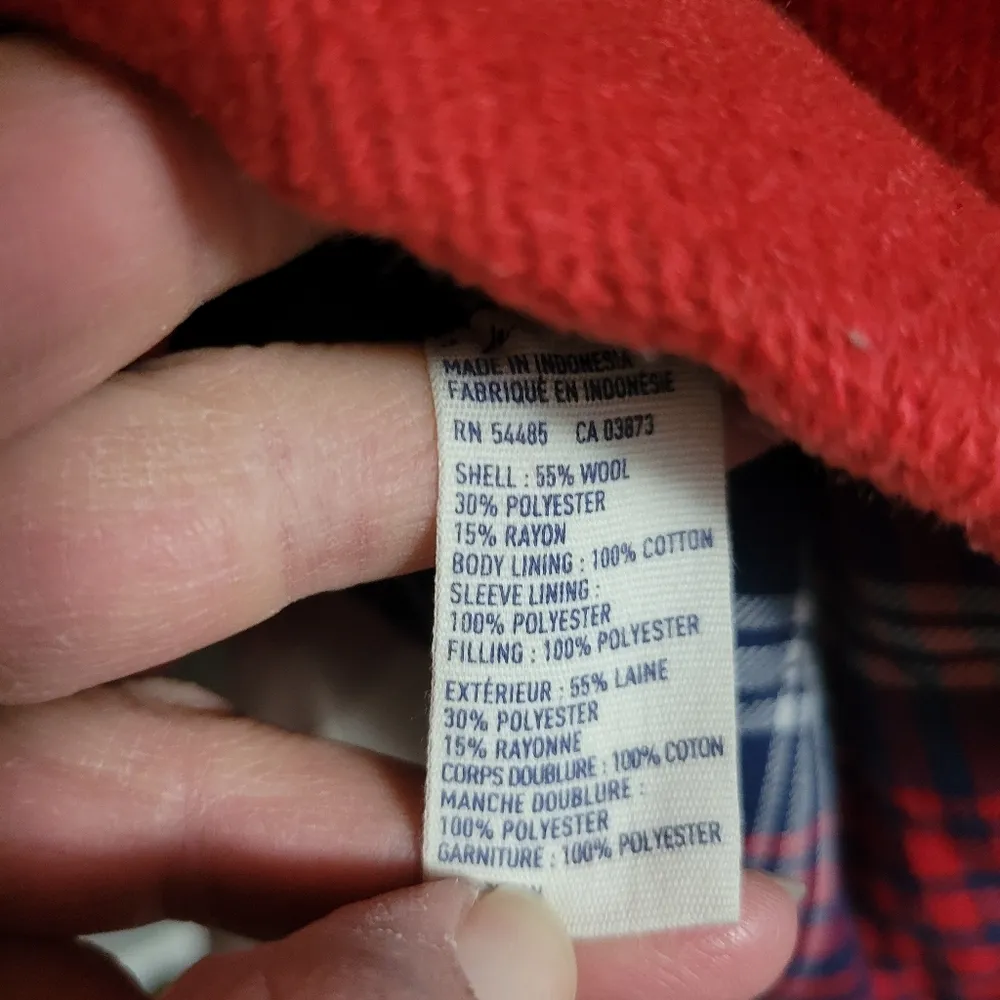 MADE IN INDONESIA
FABRIQUÉ EN INDONÉSIE
RN 54485 CA 03873
SHELL : 55% WOOL
30% POLYESTER
15% RAYON
BODY LINING : 100% COTTON
SLEEVE LINING :
100% POLYESTER
FILLING : 100% POLYESTER
EXTÉRIEUR : 55% LAINE
30% POLYESTER
15% RAYONNE
CORPS DOUBLURE : 100% COTON
MANCHE DOUBLURE :
100% POLYESTER
GARNITURE : 100% POLYESTER